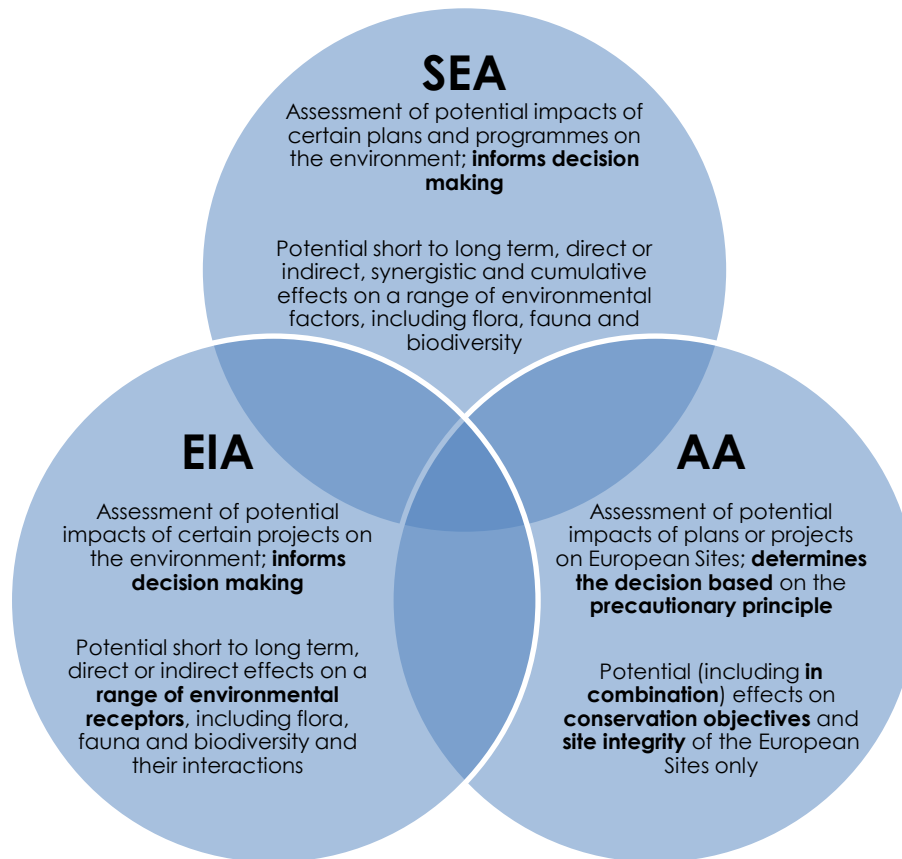 SEA
Assessment of potential impacts of
certain plans and programmes on
the environment; informs decision
making
Potential short to long term, direct or
indirect, synergistic and cumulative
effects on a range of environmental
factors, including flora, fauna and
biodiversity
EIA
Assessment of potential
impacts of certain projects on
the environment; informs
decision making
Potential short to long term,
direct or indirect effects on a
range of environmental
receptors, including flora,
fauna and biodiversity and
their interactions
AA
Assessment of potential
impacts of plans or projects
on European Sites; determines
the decision based on the
precautionary principle
Potential (including in
combination) effects on
conservation objectives and
site integrity of the European
Sites only